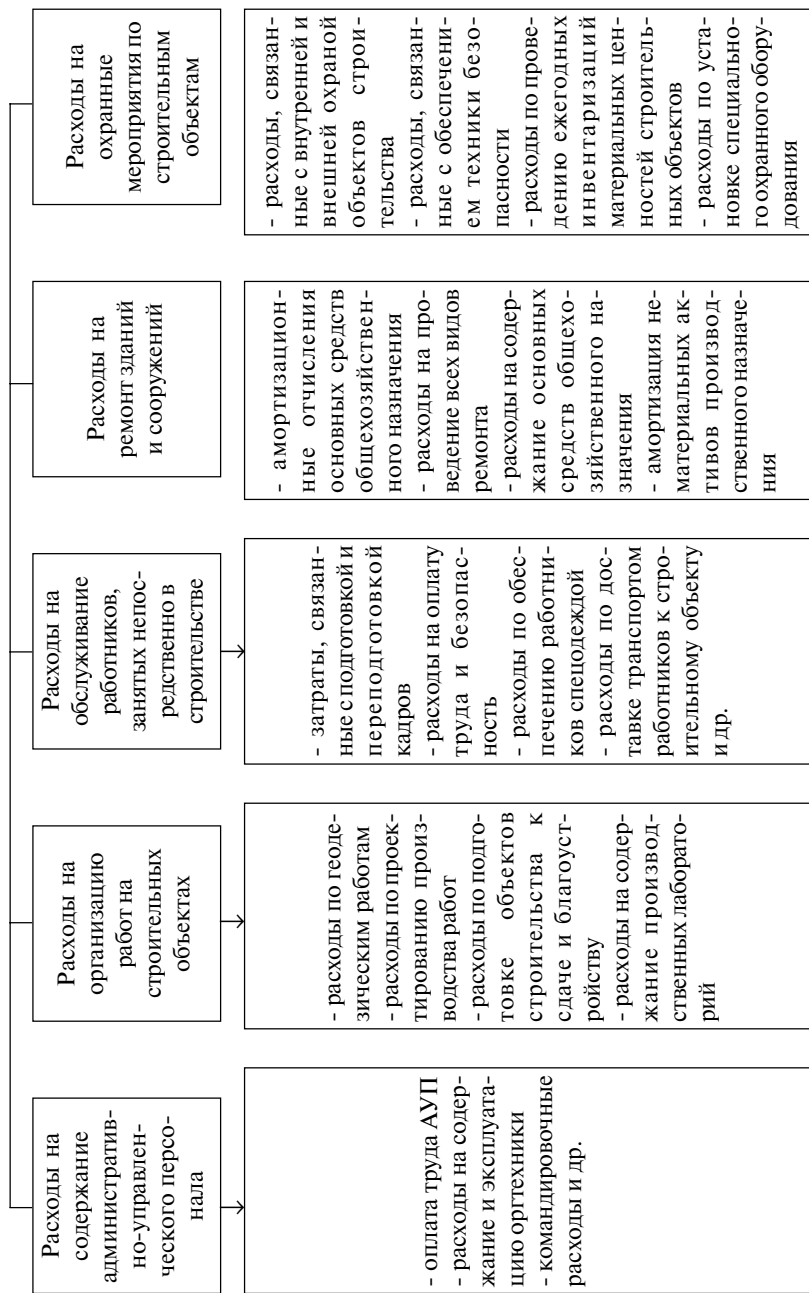 Расходы на
содержание
административ-
но-управлен-
ческого персо-
нала
- оплата труда АУП
- расходы на содер-
жание и эксплуата-
цию оргтехники
- командировочные
расходы и др.
Расходы на
организацию
работ на
строительных
объектах
- расходы по геоде-
зическим работам
- расходы по проек-
тированию произ-
водства работ
- расходы по подго-
товке объектов
строительства к
сдаче и благоуст-
ройству
- расходы на содер-
жание производ-
ственных лаборато-
рий
Расходы на
обслуживание
работников,
занятых непос-
редственно в
строительстве
- затраты, связан-
ные с подготовкой и
переподготовкой
кадров
- расходы на оплату
труда и безопас-
ность
- расходы по обес-
печению работни-
ков спецодеждой
- расходы по дос-
тавке транспортом
работников к стро-
ительному объекту
и др.
Расходы на
ремонт зданий
и сооружений
- амортизацион-
ные отчисления
основных средств
общехозяйствен-
ного назначения
- расходы на про-
ведение всех видов
ремонта
- расходы на содер-
жание основных
средств общехо-
зяйственного на-
значения
- амортизация не-
материальных ак-
тивов производ-
ственного назначе-
ния
Расходы на
охранные
мероприятия по
строительным
объектам
- расходы, связан-
ные с внутренней и
внешней охраной
объектов строи-
тельства
- расходы, связан-
ные с обеспечени-
ем техники безо-
пасности
- расходы по прове-
дению ежегодных
инвентаризаций
материальных цен-
ностей строитель-
ных объектов
- расходы по уста-
новке специально-
го охранного обору-
дования